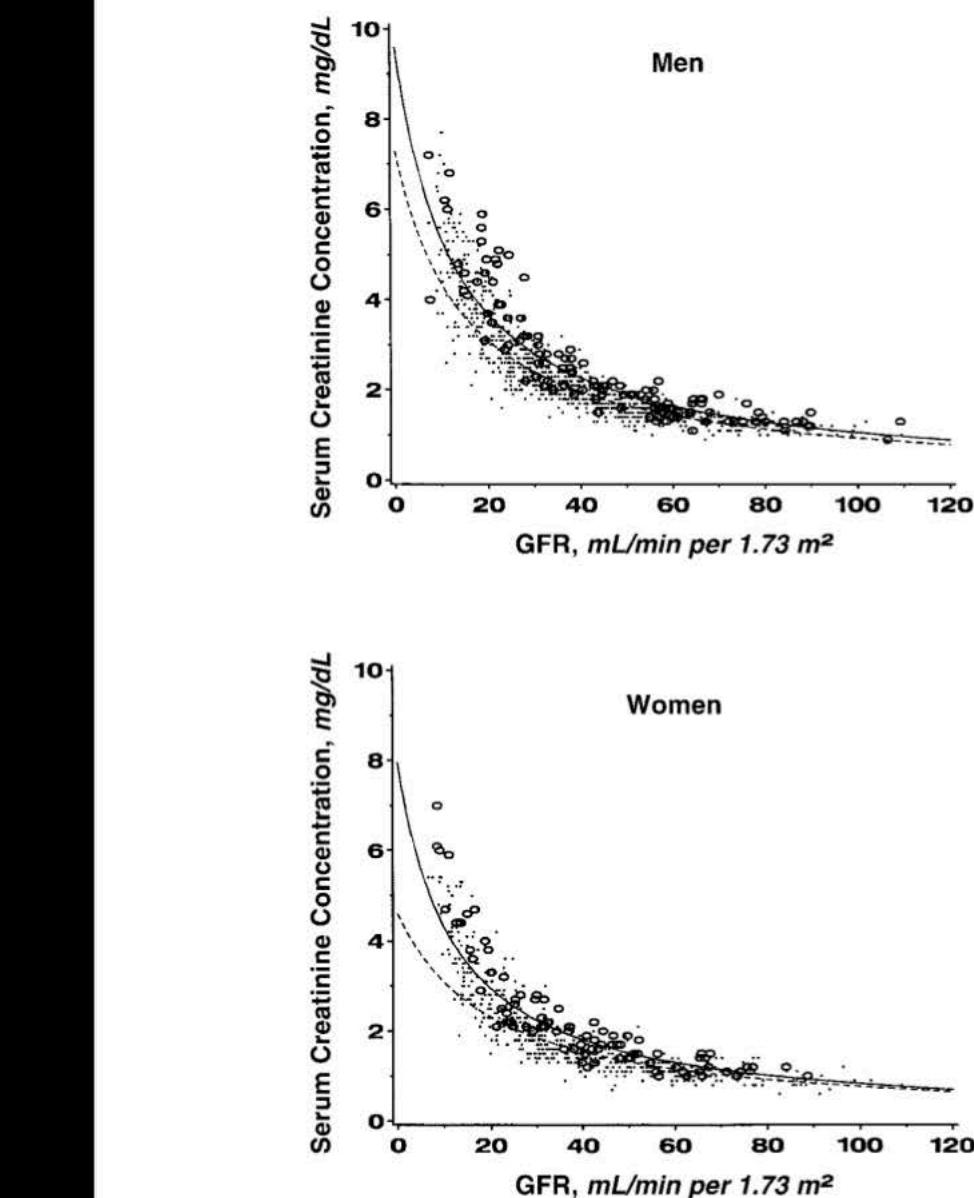 Men
Serum Creatinine Concentration, mg/dL
10
8
6
4
2
0
0 20 40 60 80 100 120
GFR, mL/min per 1.73 m²
Women
Serum Creatinine Concentration, mg/dL
10
8
6
4
2
0
0 20 40 60 80 100 120
GFR, mL/min per 1.73 m²